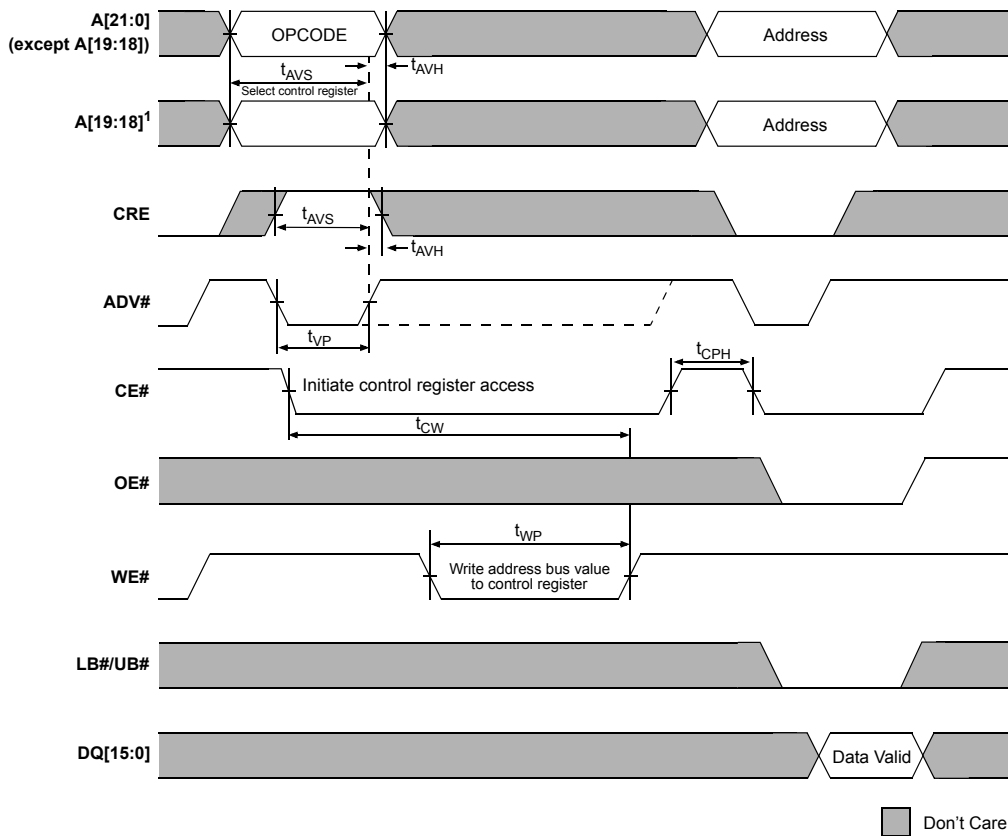 A[21:0]
(except A[19:18])
OPCODE
Address
tAVS
tAVH
Select control register
A[19:18]1
Address
CRE
tAVS
tAVH
ADV#
tVP
tCPH
CE#
Initiate control register access
tCW
OE#
tWP
WE#
Write address bus value
to control register
LB#/UB#
DQ[15:0]
Data Valid
Don't Care